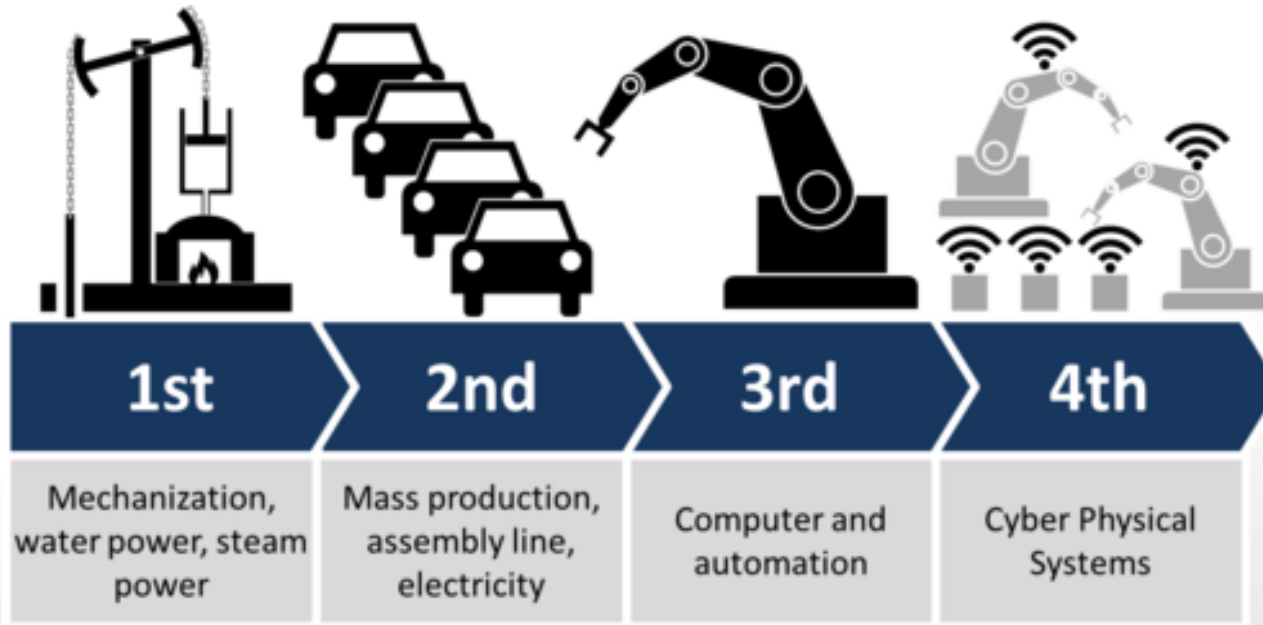 1st
2nd
3rd
4th
Mechanization,
water power, steam
power
Mass production,
assembly line,
electricity
Computer and
automation
Cyber Physical
Systems